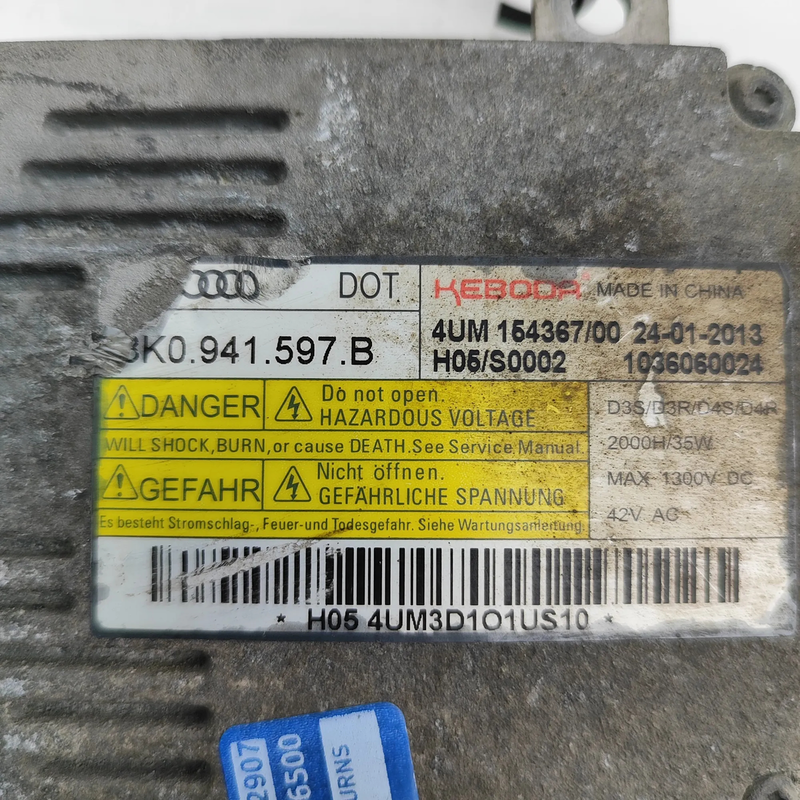 DOT. KEBODA MADE IN CHINA
8K0.941.597.B
4UM 154367/00 24-01-2013
H05/S0002 1036060024
DANGER Do not open.
HAZARDOUS VOLTAGE
WILL SHOCK,BURN,or cause DEATH.See Service Manual.
GEFAHR Nicht öffnen.
GEFÄHRLICHE SPANNUNG
Es besteht Stromschlag-, Feuer-und Todesgefahr. Siehe Wartungsanleitung.
D3S/D3R/D4S/D4R
2000H/35W
MAX 1300V DC
42V AC
* H05 4UM3D1O1US10 *
2907
6500
URNS